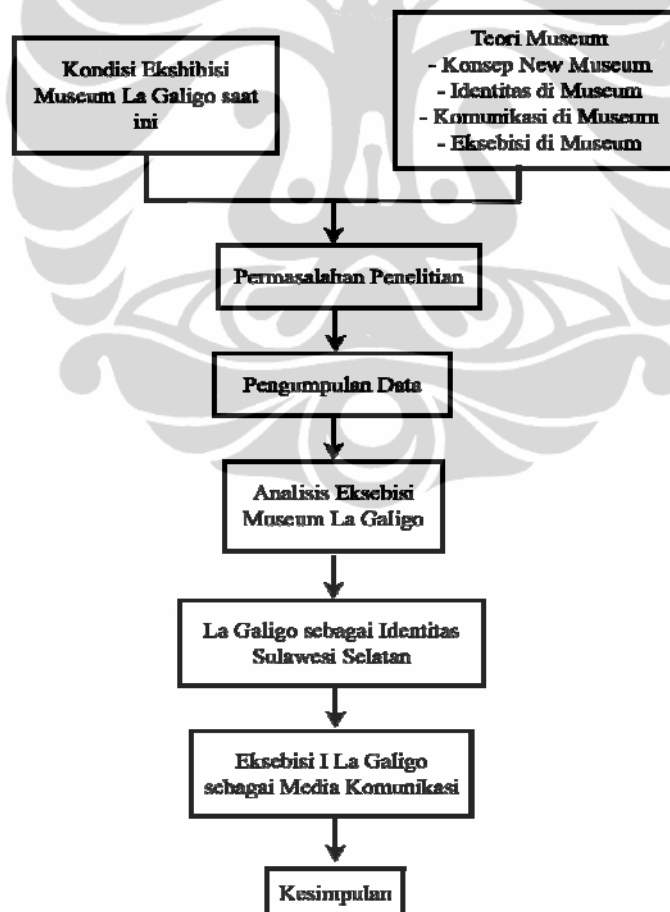 Kondisi Ekshibisi
Museum La Galigo saat
ini
Teori Museum
- Konsep New Museum
- Identitas di Museum
- Komunikasi di Museum
- Eksebisi di Museum
Permasalahan Penelitian
Pengumpulan Data
Analisis Eksebisi
Museum La Galigo
La Galigo sebagai Identitas
Sulawesi Selatan
Eksebisi I La Galigo
sebagai Media Komunikasi
Kesimpulan